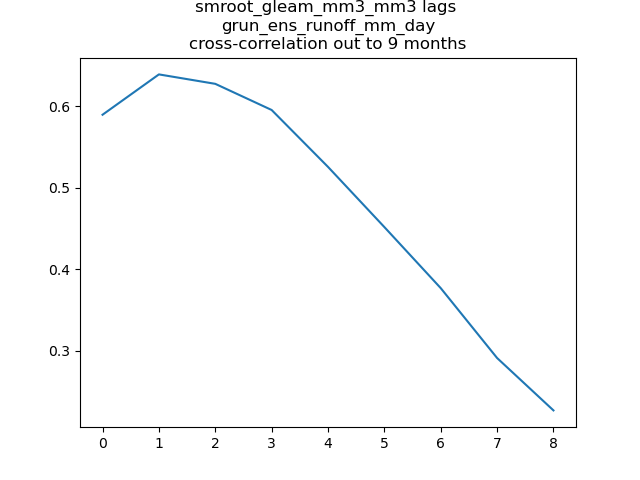 smroot_gleam_mm3_mm3 lags
grun_ens_runoff_mm_day
cross-correlation out to 9 months
0.6
0.5
0.4
0.3
0 1 2 3 4 5 6 7 8